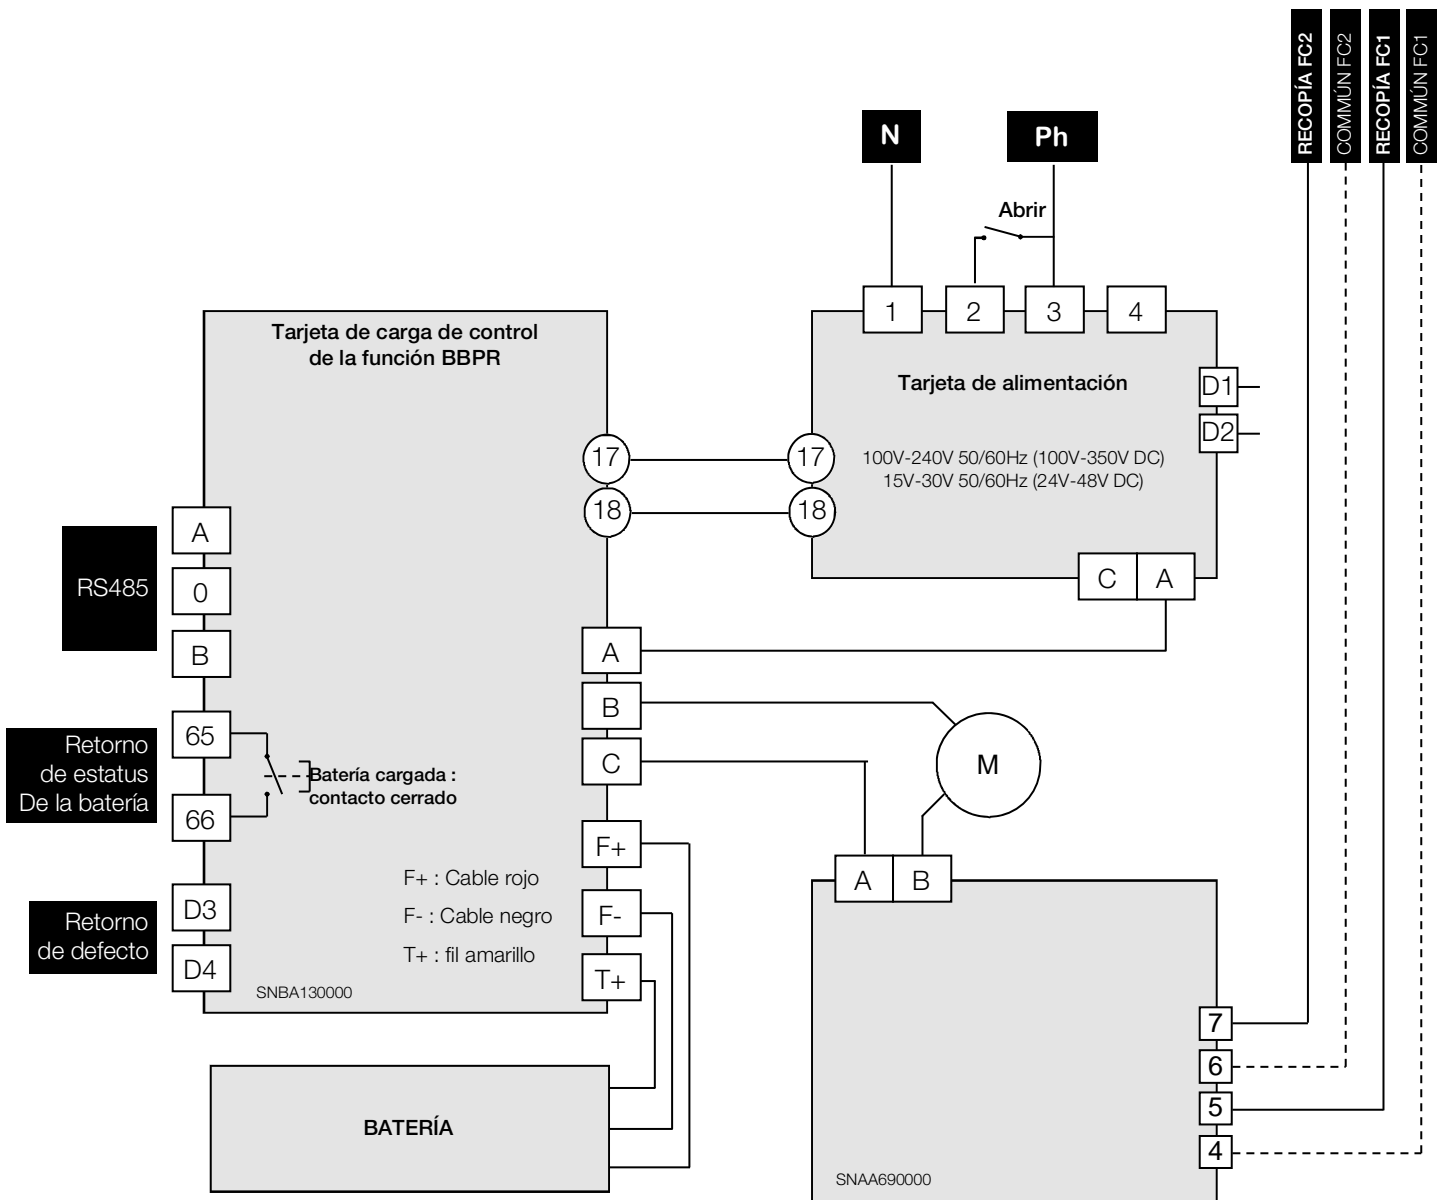 RECOPÍA FC2
COMMÚN FC2
RECOPÍA FC1
COMMÚN FC1
N
Ph
Abrir
1
2
3
4
Tarjeta de alimentación
D1
D2
100V-240V 50/60Hz (100V-350V DC)
15V-30V 50/60Hz (24V-48V DC)
17
18
C
A
Tarjeta de carga de control
de la función BBPR
17
18
RS485
A
0
B
A
B
C
Retorno
de estatus
De la batería
65
66
Batería cargada :
contacto cerrado
M
F+
F-
T+
F+ : Cable rojo
F- : Cable negro
T+ : fil amarillo
Retorno
de defecto
D3
D4
SNBA130000
BATERÍA
A
B
7
6
5
4
SNAA690000